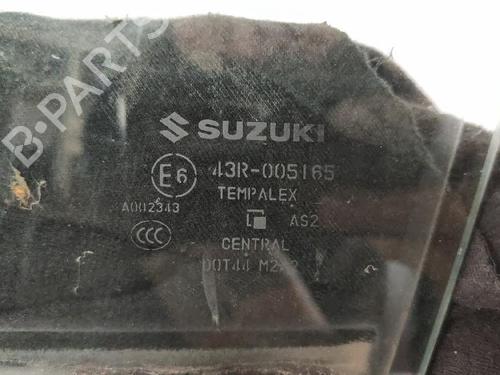 B-PARTS
SUZUKI
E6 43R-005165
TEMPALEX
A002343 AS2
CCC
CENTRAL